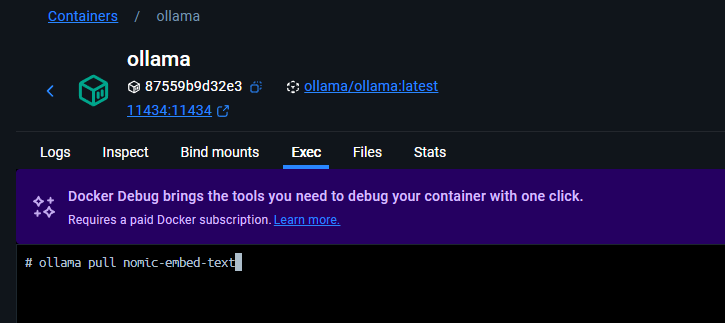 Containers / ollama
ollama
87559b9d32e3 ollama/ollama:latest
11434:11434
Logs Inspect Bind mounts Exec Files Stats
Docker Debug brings the tools you need to debug your container with one click.
Requires a paid Docker subscription. Learn more.
# ollama pull nomic-embed-text